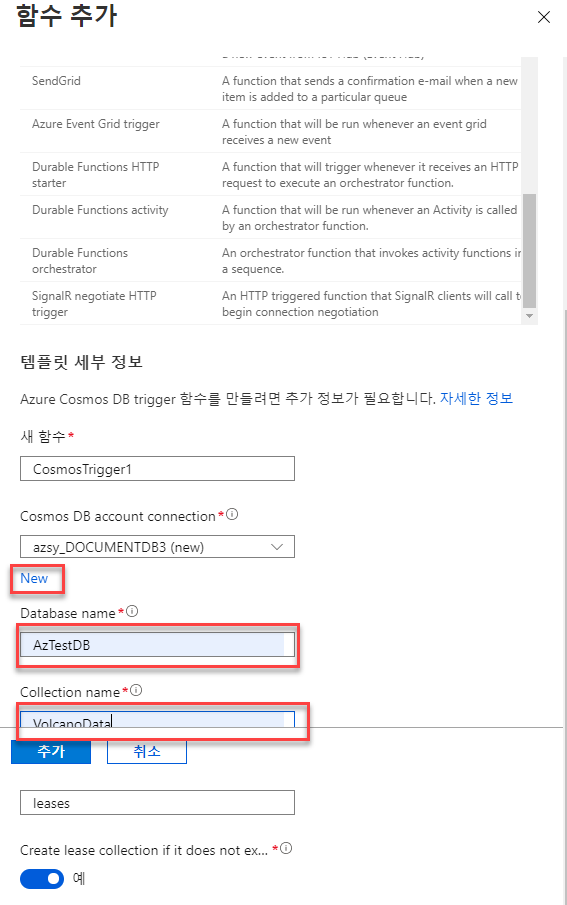 함수 추가
SendGrid
A function that sends a confirmation e-mail when a new
item is added to a particular queue
Azure Event Grid trigger
A function that will be run whenever an event grid
receives a new event
Durable Functions HTTP
starter
A function that will trigger whenever it receives an HTTP
request to execute an orchestrator function.
Durable Functions activity
A function that will be run whenever an Activity is called
by an orchestrator function.
Durable Functions
orchestrator
An orchestrator function that invokes activity functions in
a sequence.
SignalR negotiate HTTP
trigger
An HTTP triggered function that SignalR clients will call to
begin connection negotiation
템플릿 세부 정보
Azure Cosmos DB trigger 함수를 만들려면 추가 정보가 필요합니다. 자세한 정보
새 함수*
CosmosTrigger1
Cosmos DB account connection*
azsy_DOCUMENTDB3 (new)
New
Database name*
AzTestDB
Collection name*
VolcanoData
추가
취소
leases
Create lease collection if it does not ex... *
예